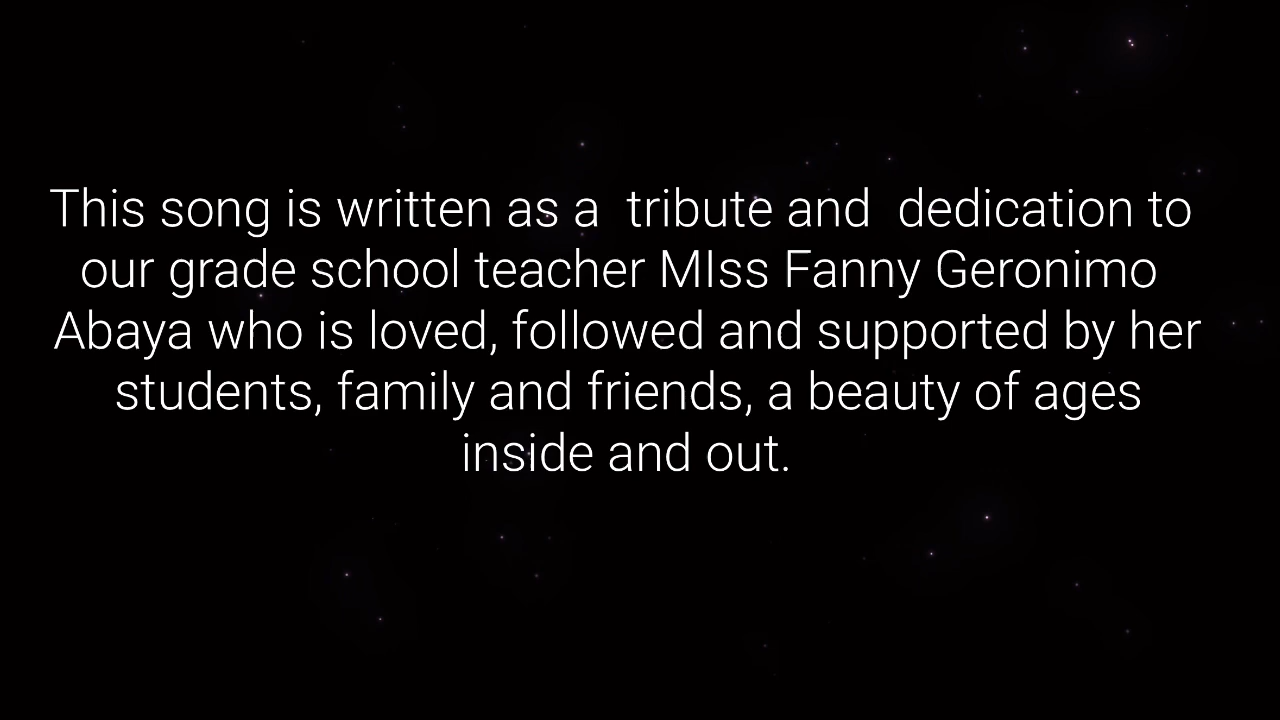 This song is written as a  tribute and  dedication to
our grade school teacher MIss Fanny Geronimo
Abaya who is loved, followed and supported by her
students, family and friends, a beauty of ages
inside and out.